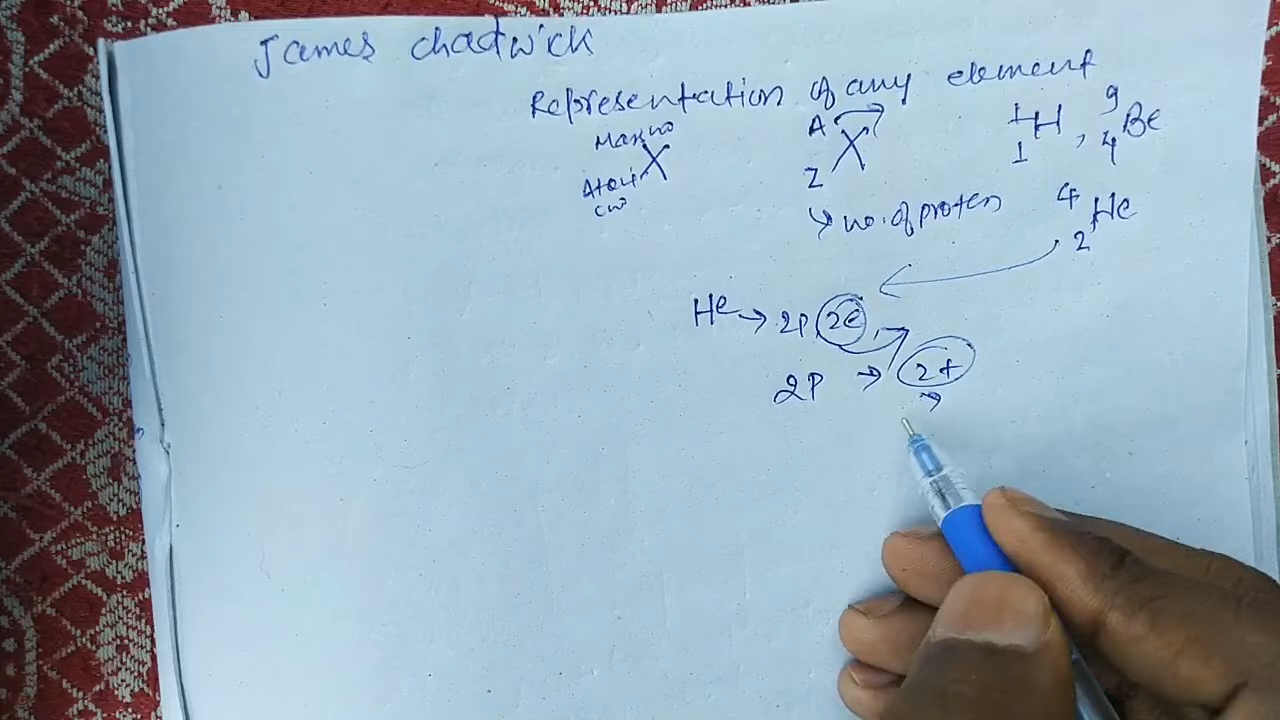 James chadwick
Representation of any element
Mass no
X
Atomic
no
A
X
Z
1
H
1
, 9
Be
4
→ no. of proton
4
He
2
He → 2P 2e,
2P → 2+